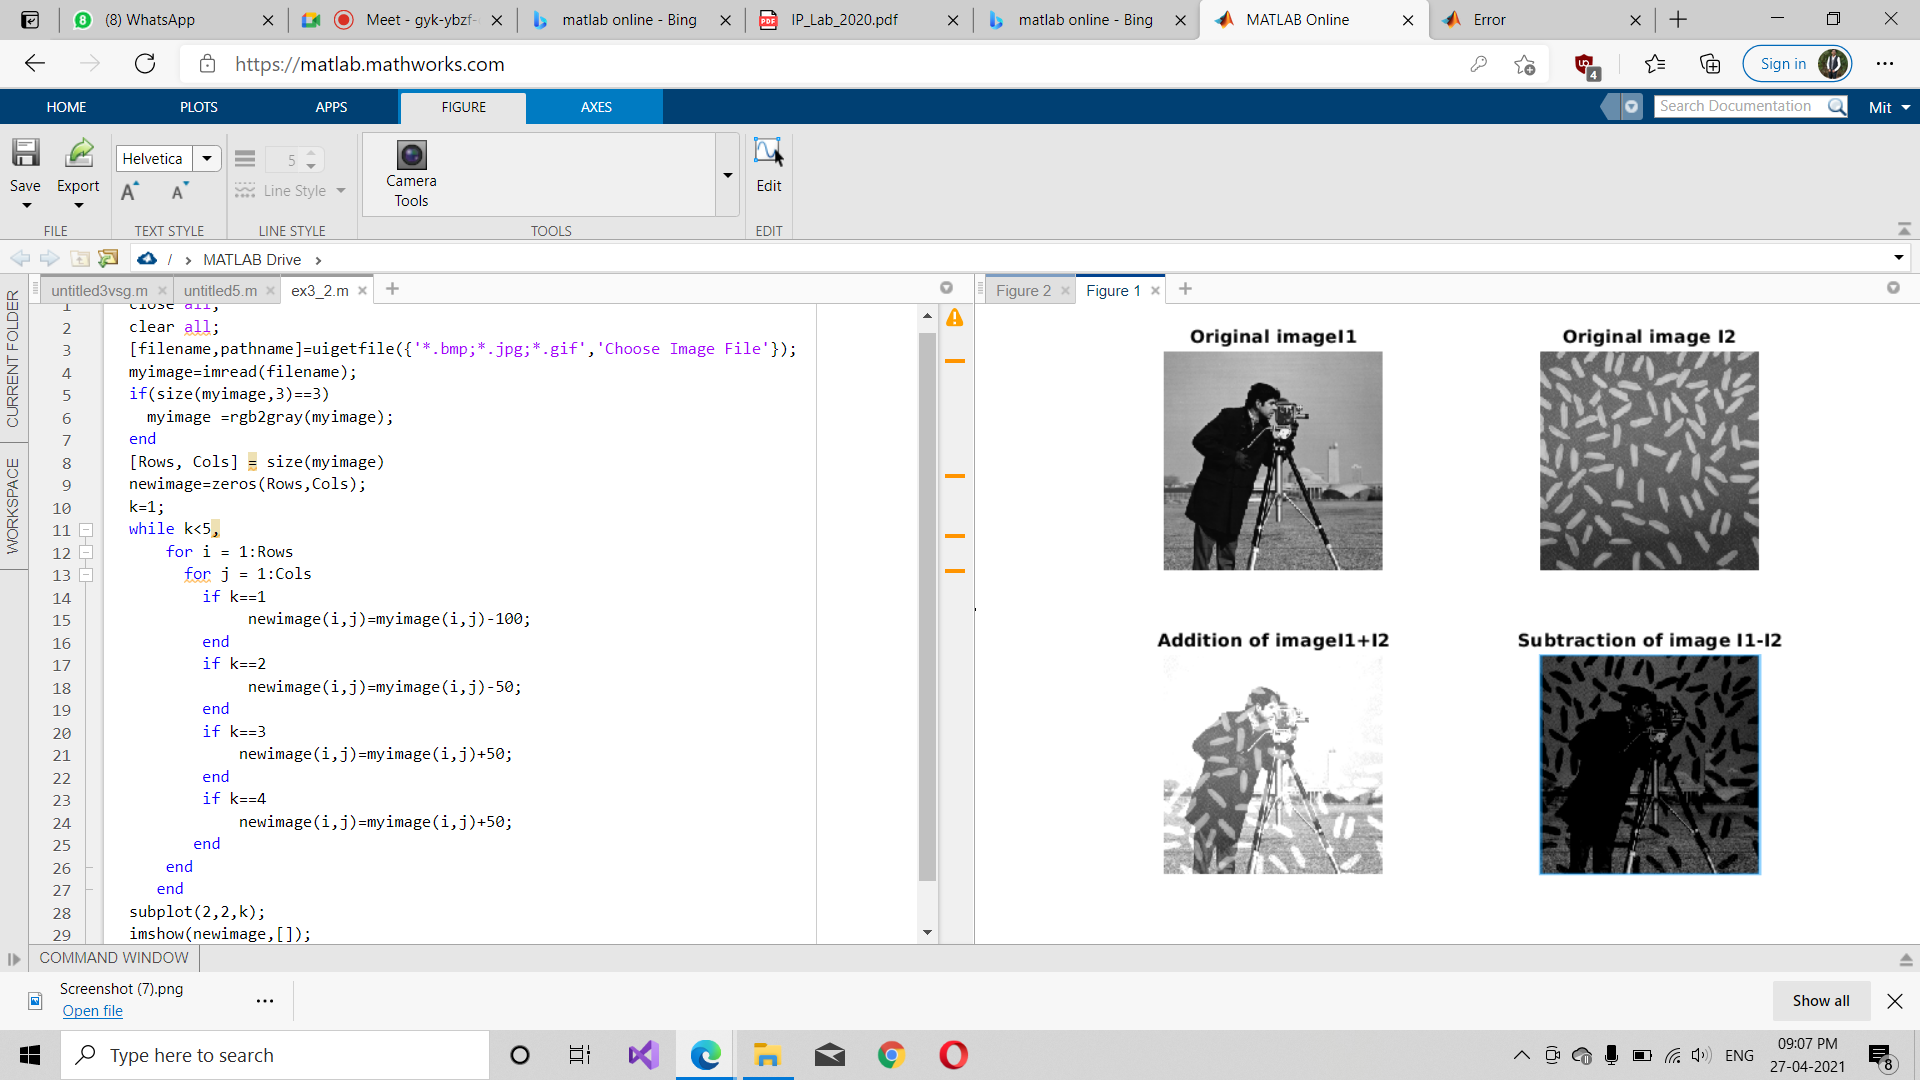 (8) WhatsApp
Meet - gyk-ybzf-
matlab online - Bing
IP_Lab_2020.pdf
matlab online - Bing
MATLAB Online
Error
https://matlab.mathworks.com
4
Sign in
HOME
PLOTS
APPS
FIGURE
AXES
Search Documentation
Mit
Save
Export
Helvetica
A
A
5
Line Style
Camera
Tools
Edit
FILE
TEXT STYLE
LINE STYLE
TOOLS
EDIT
/ › MATLAB Drive ›
CURRENT FOLDER
WORKSPACE
untitled3vsg.m
untitled5.m
ex3_2.m
Figure 2
Figure 1
1 close all;
2 clear all;
3 [filename,pathname]=uigetfile({'*.bmp;*.jpg;*.gif','Choose Image File'});
4 myimage=imread(filename);
5 if(size(myimage,3)==3)
6 myimage =rgb2gray(myimage);
7 end
8 [Rows, Cols] = size(myimage)
9 newimage=zeros(Rows,Cols);
10 k=1;
11 while k<5,
12 for i = 1:Rows
13 for j = 1:Cols
14 if k==1
15 newimage(i,j)=myimage(i,j)-100;
16 end
17 if k==2
18 newimage(i,j)=myimage(i,j)-50;
19 end
20 if k==3
21 newimage(i,j)=myimage(i,j)+50;
22 end
23 if k==4
24 newimage(i,j)=myimage(i,j)+50;
25 end
26 end
27 end
28 subplot(2,2,k);
29 imshow(newimage,[]);
Original imageI1
Original image I2
Addition of imageI1+I2
Subtraction of image I1-I2
COMMAND WINDOW
Screenshot (7).png
Open file
Show all
Type here to search
ENG
09:07 PM
27-04-2021
8